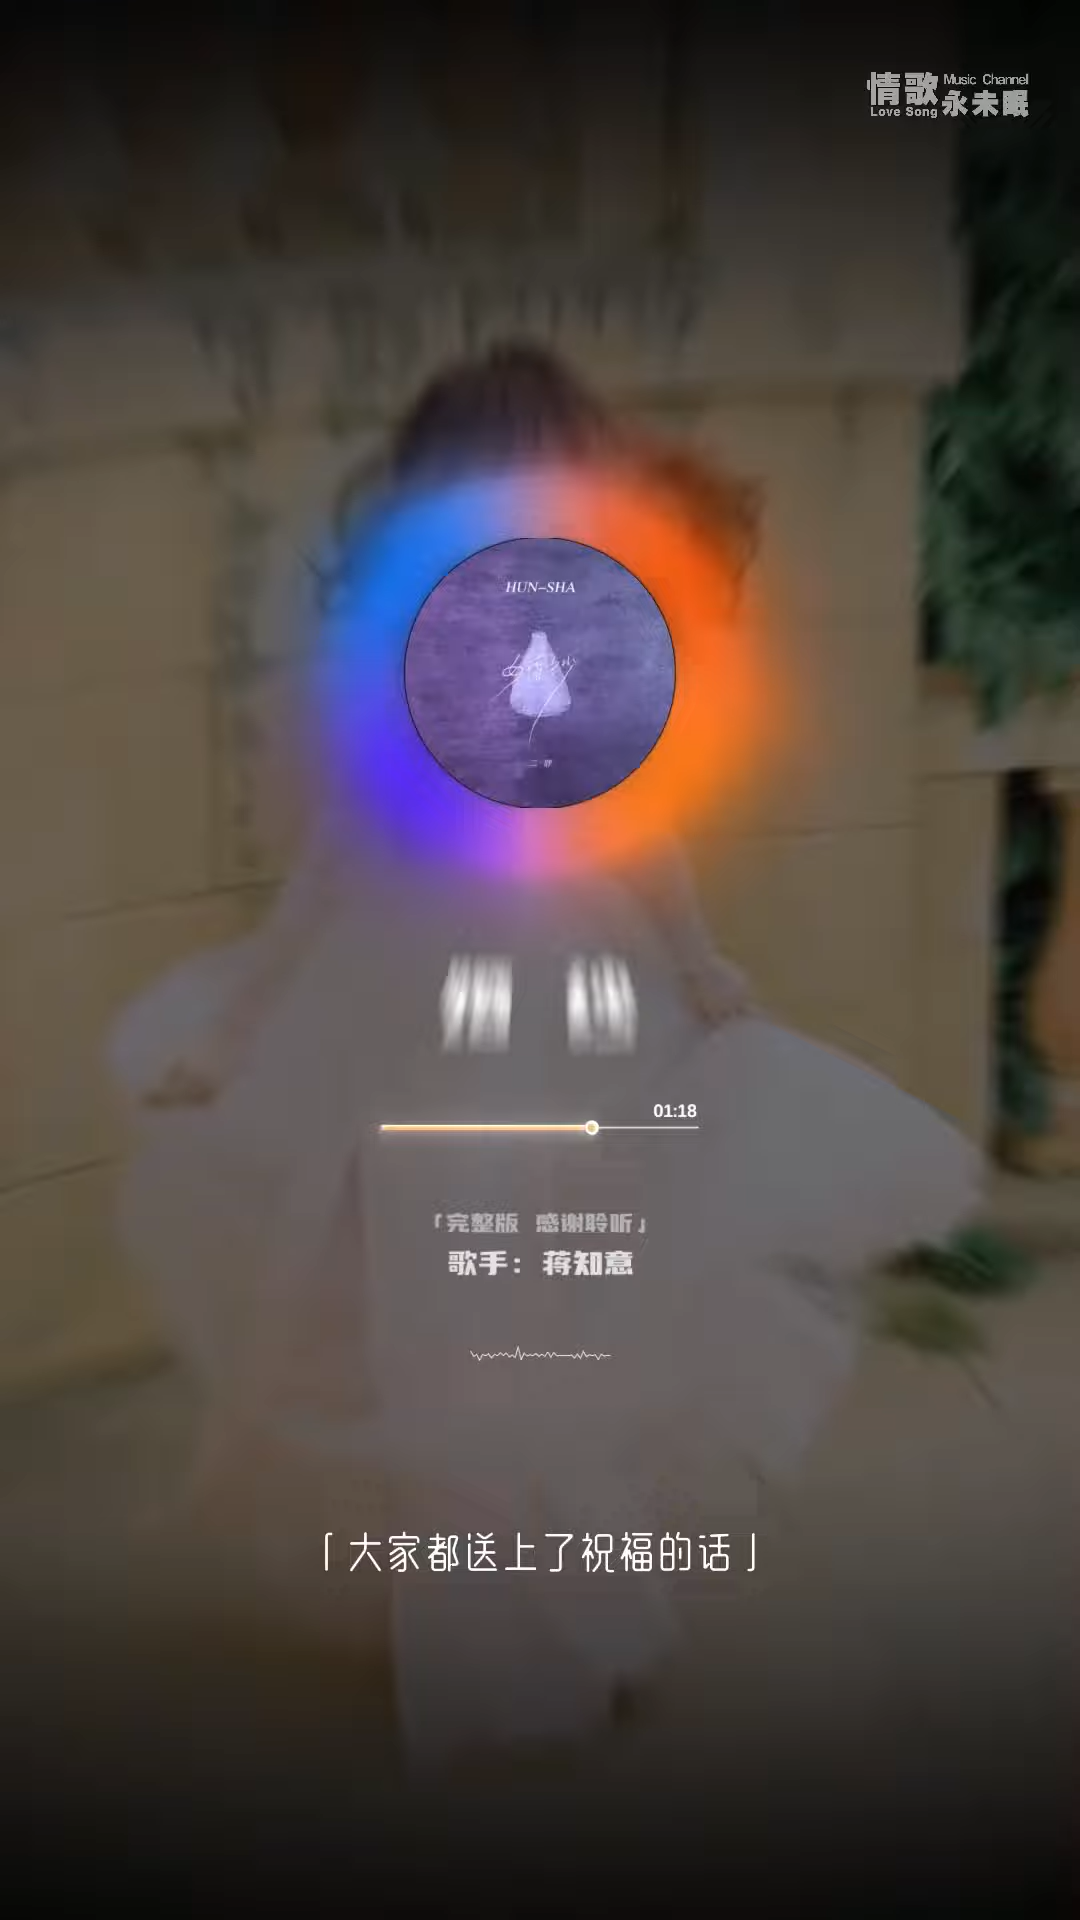 情歌 Music Channel
Love Song 永未眠
HUN-SHA
01:18
「完整版 感谢聆听」
歌手：蒋知意
「大家都送上了祝福的话」